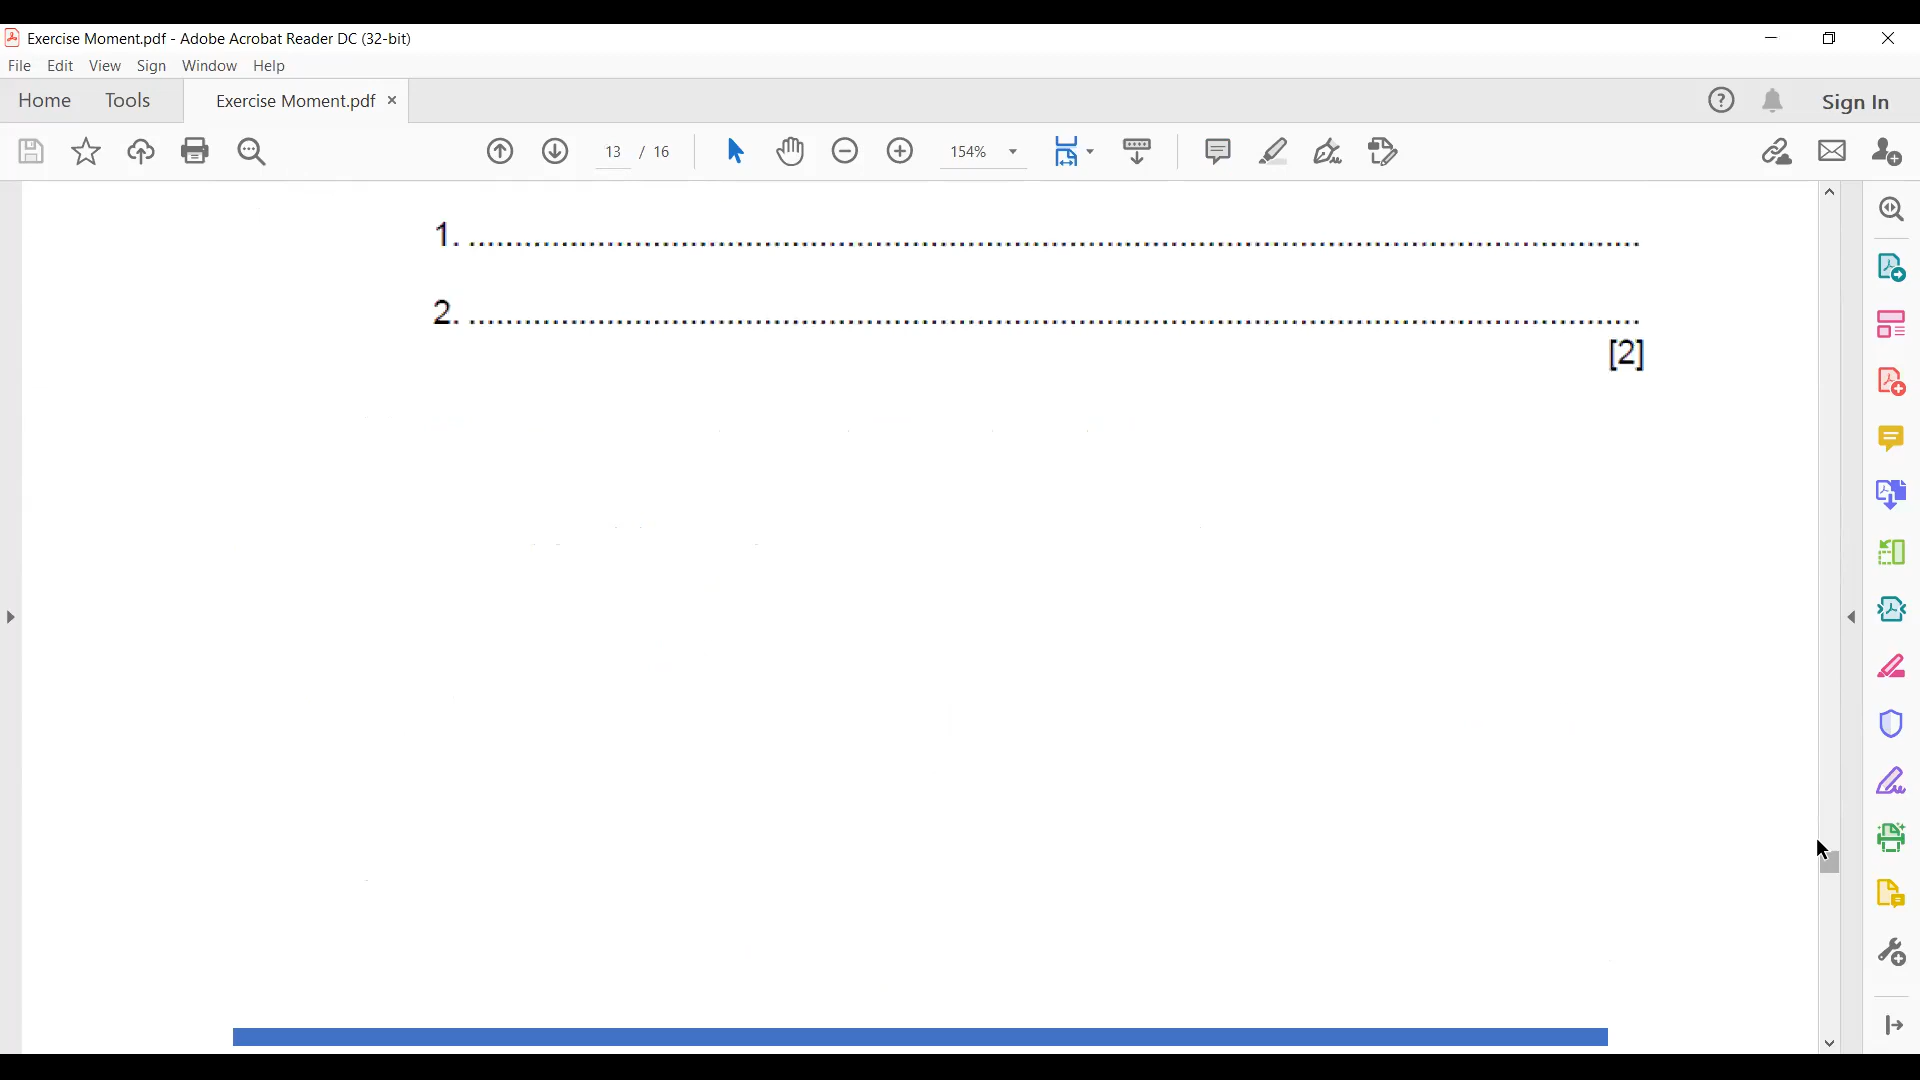 Exercise Moment.pdf - Adobe Acrobat Reader DC (32-bit)
File Edit View Sign Window Help
Home Tools Exercise Moment.pdf × Sign In
13 / 16 154%
1. ..........................................................................................................
2. ..........................................................................................................
[2]